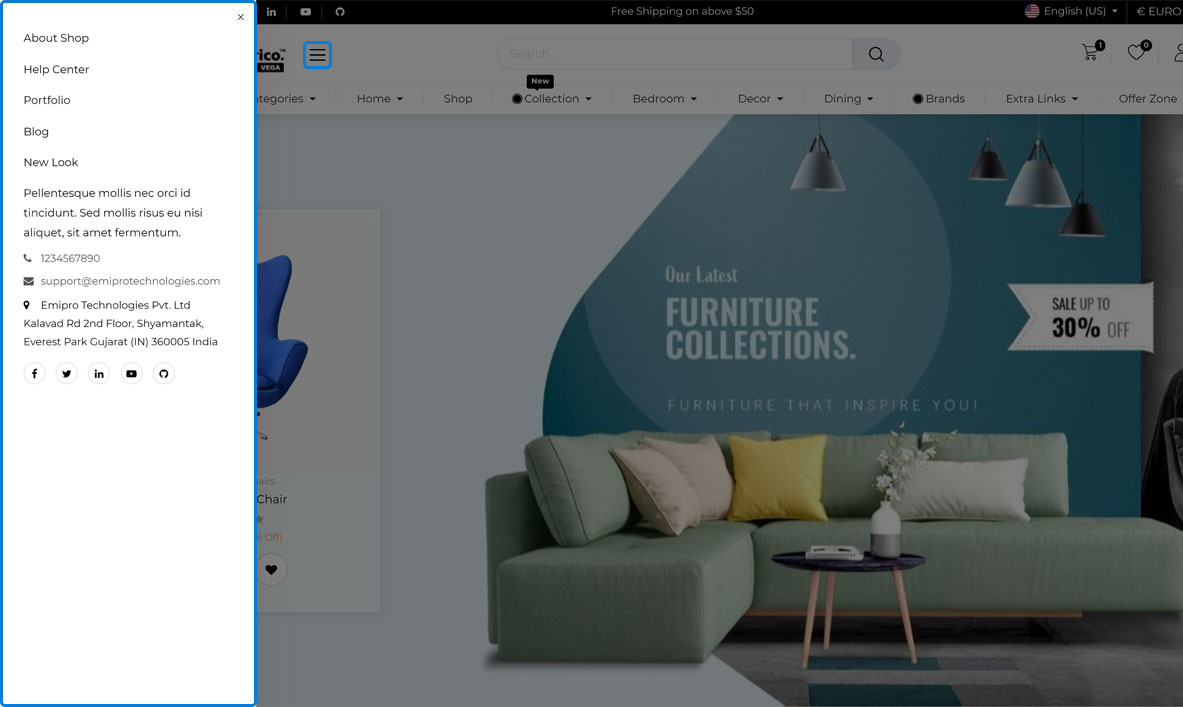 ×
About Shop
Help Center
Portfolio
Blog
New Look
Pellentesque mollis nec orci id
tincidunt. Sed mollis risus eu nisi
aliquet, sit amet fermentum.
1234567890
support@emiprotechnologies.com
Emipro Technologies Pvt. Ltd
Kalavad Rd 2nd Floor, Shyamantak,
Everest Park Gujarat (IN) 360005 India
Free Shipping on above $50
English (US)
€ EURO
rico.™
VEGA
Search...
1
0
New
ategories
Home
Shop
Collection
Bedroom
Decor
Dining
Brands
Extra Links
Offer Zone
Our Latest
FURNITURE
COLLECTIONS.
FURNITURE THAT INSPIRE YOU!
SALE UP TO
30% OFF
hairs
Chair
% Off)